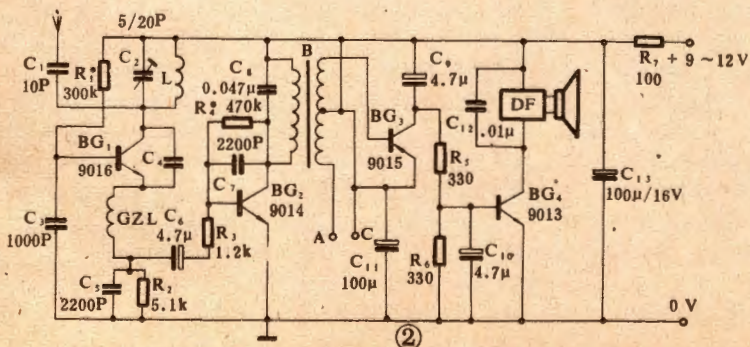 5/20P
C₁
10P
R₁*
300k
C₂
L
C₈
0.047μ
R₄*
470k
2200P
C₇
B
C₉
4.7μ
BG₃
9015
C₁₂
.01μ
DF
R₇
100
+ 9 ~12V
BG₁
9016
C₄
BG₂
9014
R₅
330
BG₄
9013
C₁₃
100μ/16V
GZL
C₆
4.7μ
C₃
1000P
R₃
1.2k
A
C
C₁₁
100μ
R₆
330
C₁₀
4.7μ
C₅
2200P
R₂
5.1k
0 V
②